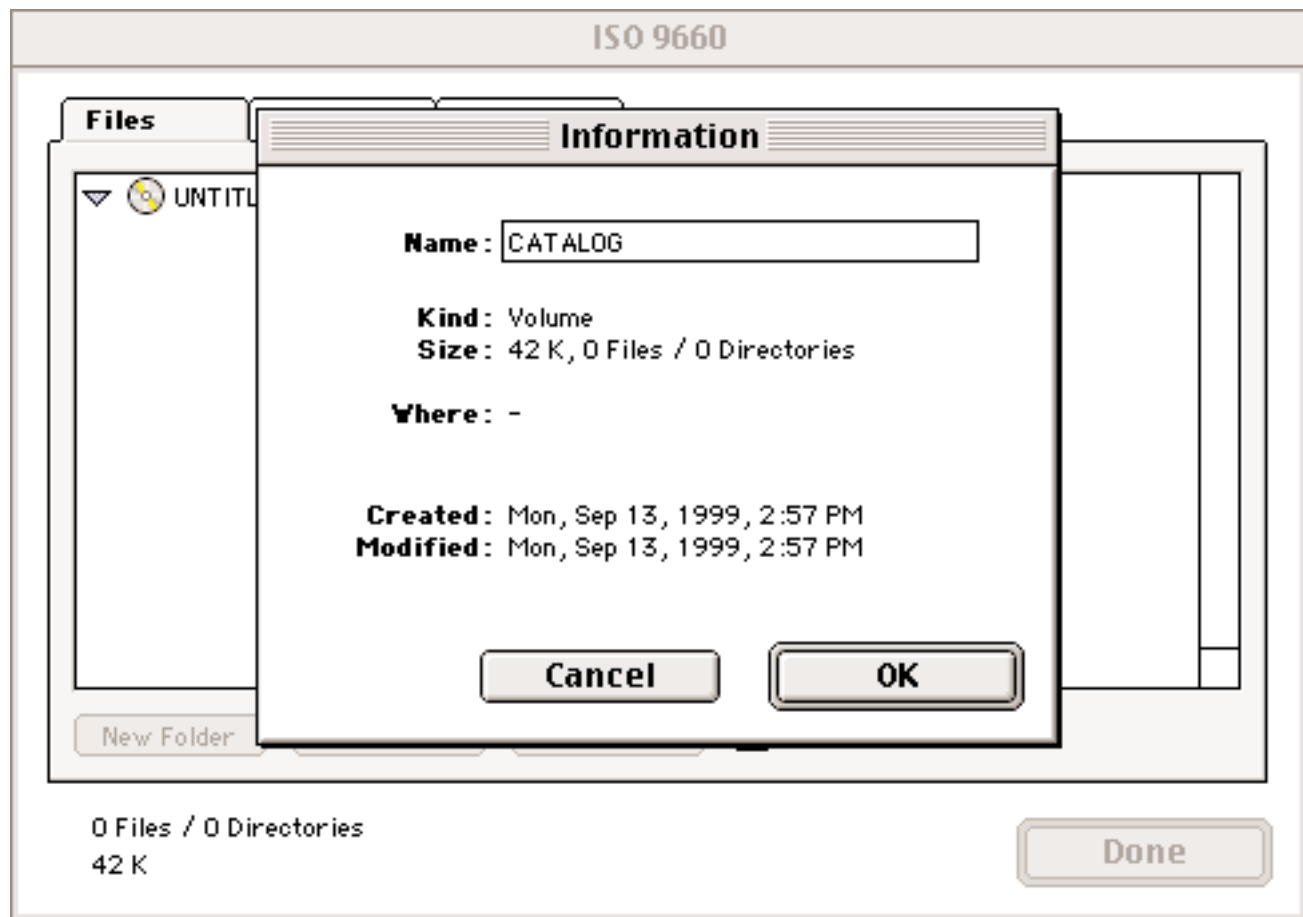 ISO 9660
Files
Information
UNTITL
Name: CATALOG
Kind: Volume
Size: 42 K, 0 Files / 0 Directories
Where: -
Created: Mon, Sep 13, 1999, 2:57 PM
Modified: Mon, Sep 13, 1999, 2:57 PM
Cancel
OK
New Folder
0 Files / 0 Directories
42 K
Done